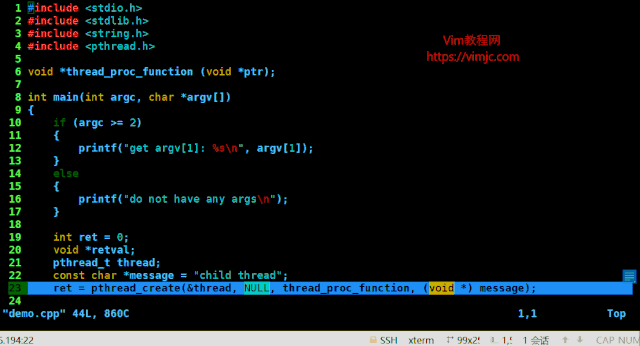 1 #include <stdio.h>
2 #include <stdlib.h>
3 #include <string.h>
4 #include <pthread.h>
5
6 void *thread_proc_function (void *ptr);
7
8 int main(int argc, char *argv[])
9 {
10     if (argc >= 2)
11     {
12         printf("get argv[1]: %s\n", argv[1]);
13     }
14     else
15     {
16         printf("do not have any args\n");
17     }
18
19     int ret = 0;
20     void *retval;
21     pthread_t thread;
22     const char *message = "child thread";
23     ret = pthread_create(&thread, NULL, thread_proc_function, (void *) message);
24
Vim教程网
https://vimjc.com
"demo.cpp" 44L, 860C 1,1 Top
5.194:22 SSH xterm 99x25 1,1 1 会话 CAP NUM